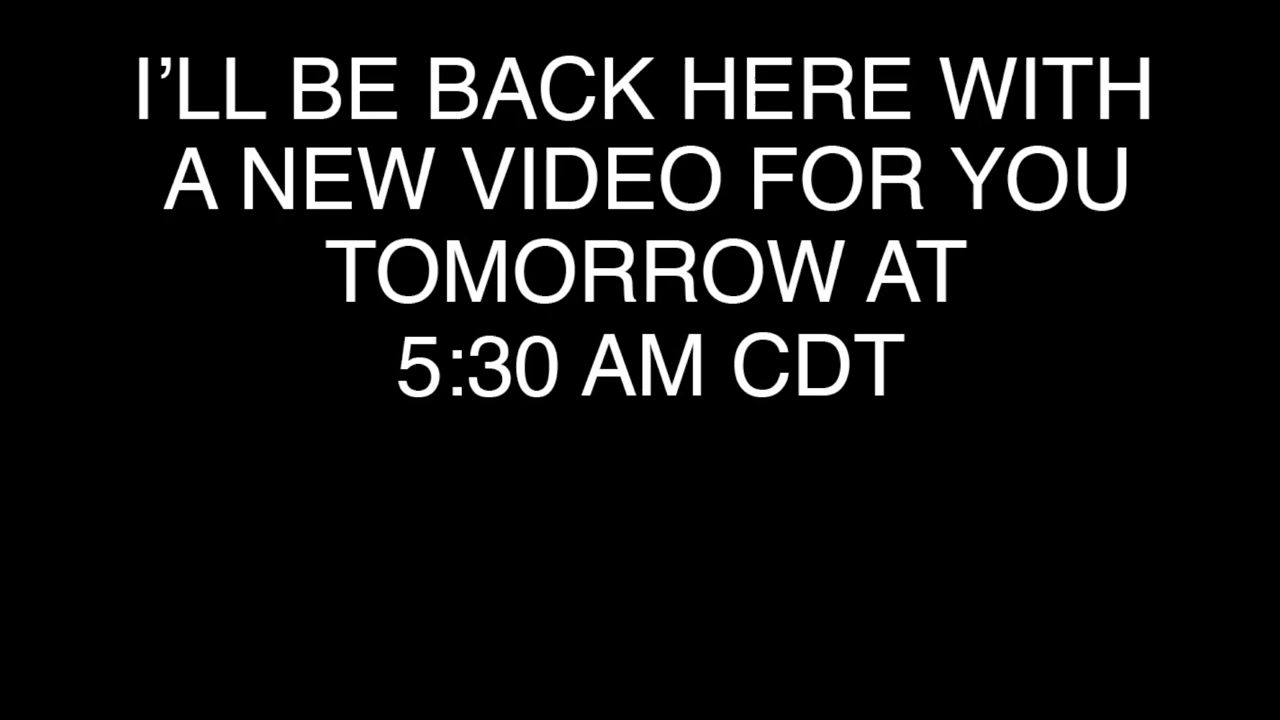 I’LL BE BACK HERE WITH
A NEW VIDEO FOR YOU
TOMORROW AT
5:30 AM CDT